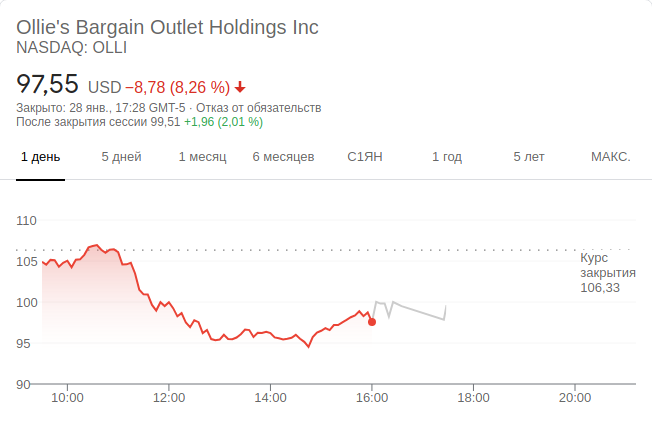 Ollie's Bargain Outlet Holdings Inc
NASDAQ: OLLI
97,55 USD −8,78 (8,26 %)
Закрыто: 28 янв., 17:28 GMT-5 · Отказ от обязательств
После закрытия сессии 99,51 +1,96 (2,01 %)
1 день 5 дней 1 месяц 6 месяцев С1ЯН 1 год 5 лет МАКС.
110
105
100
95
90
Курс
закрытия
106,33
10:00 12:00 14:00 16:00 18:00 20:00